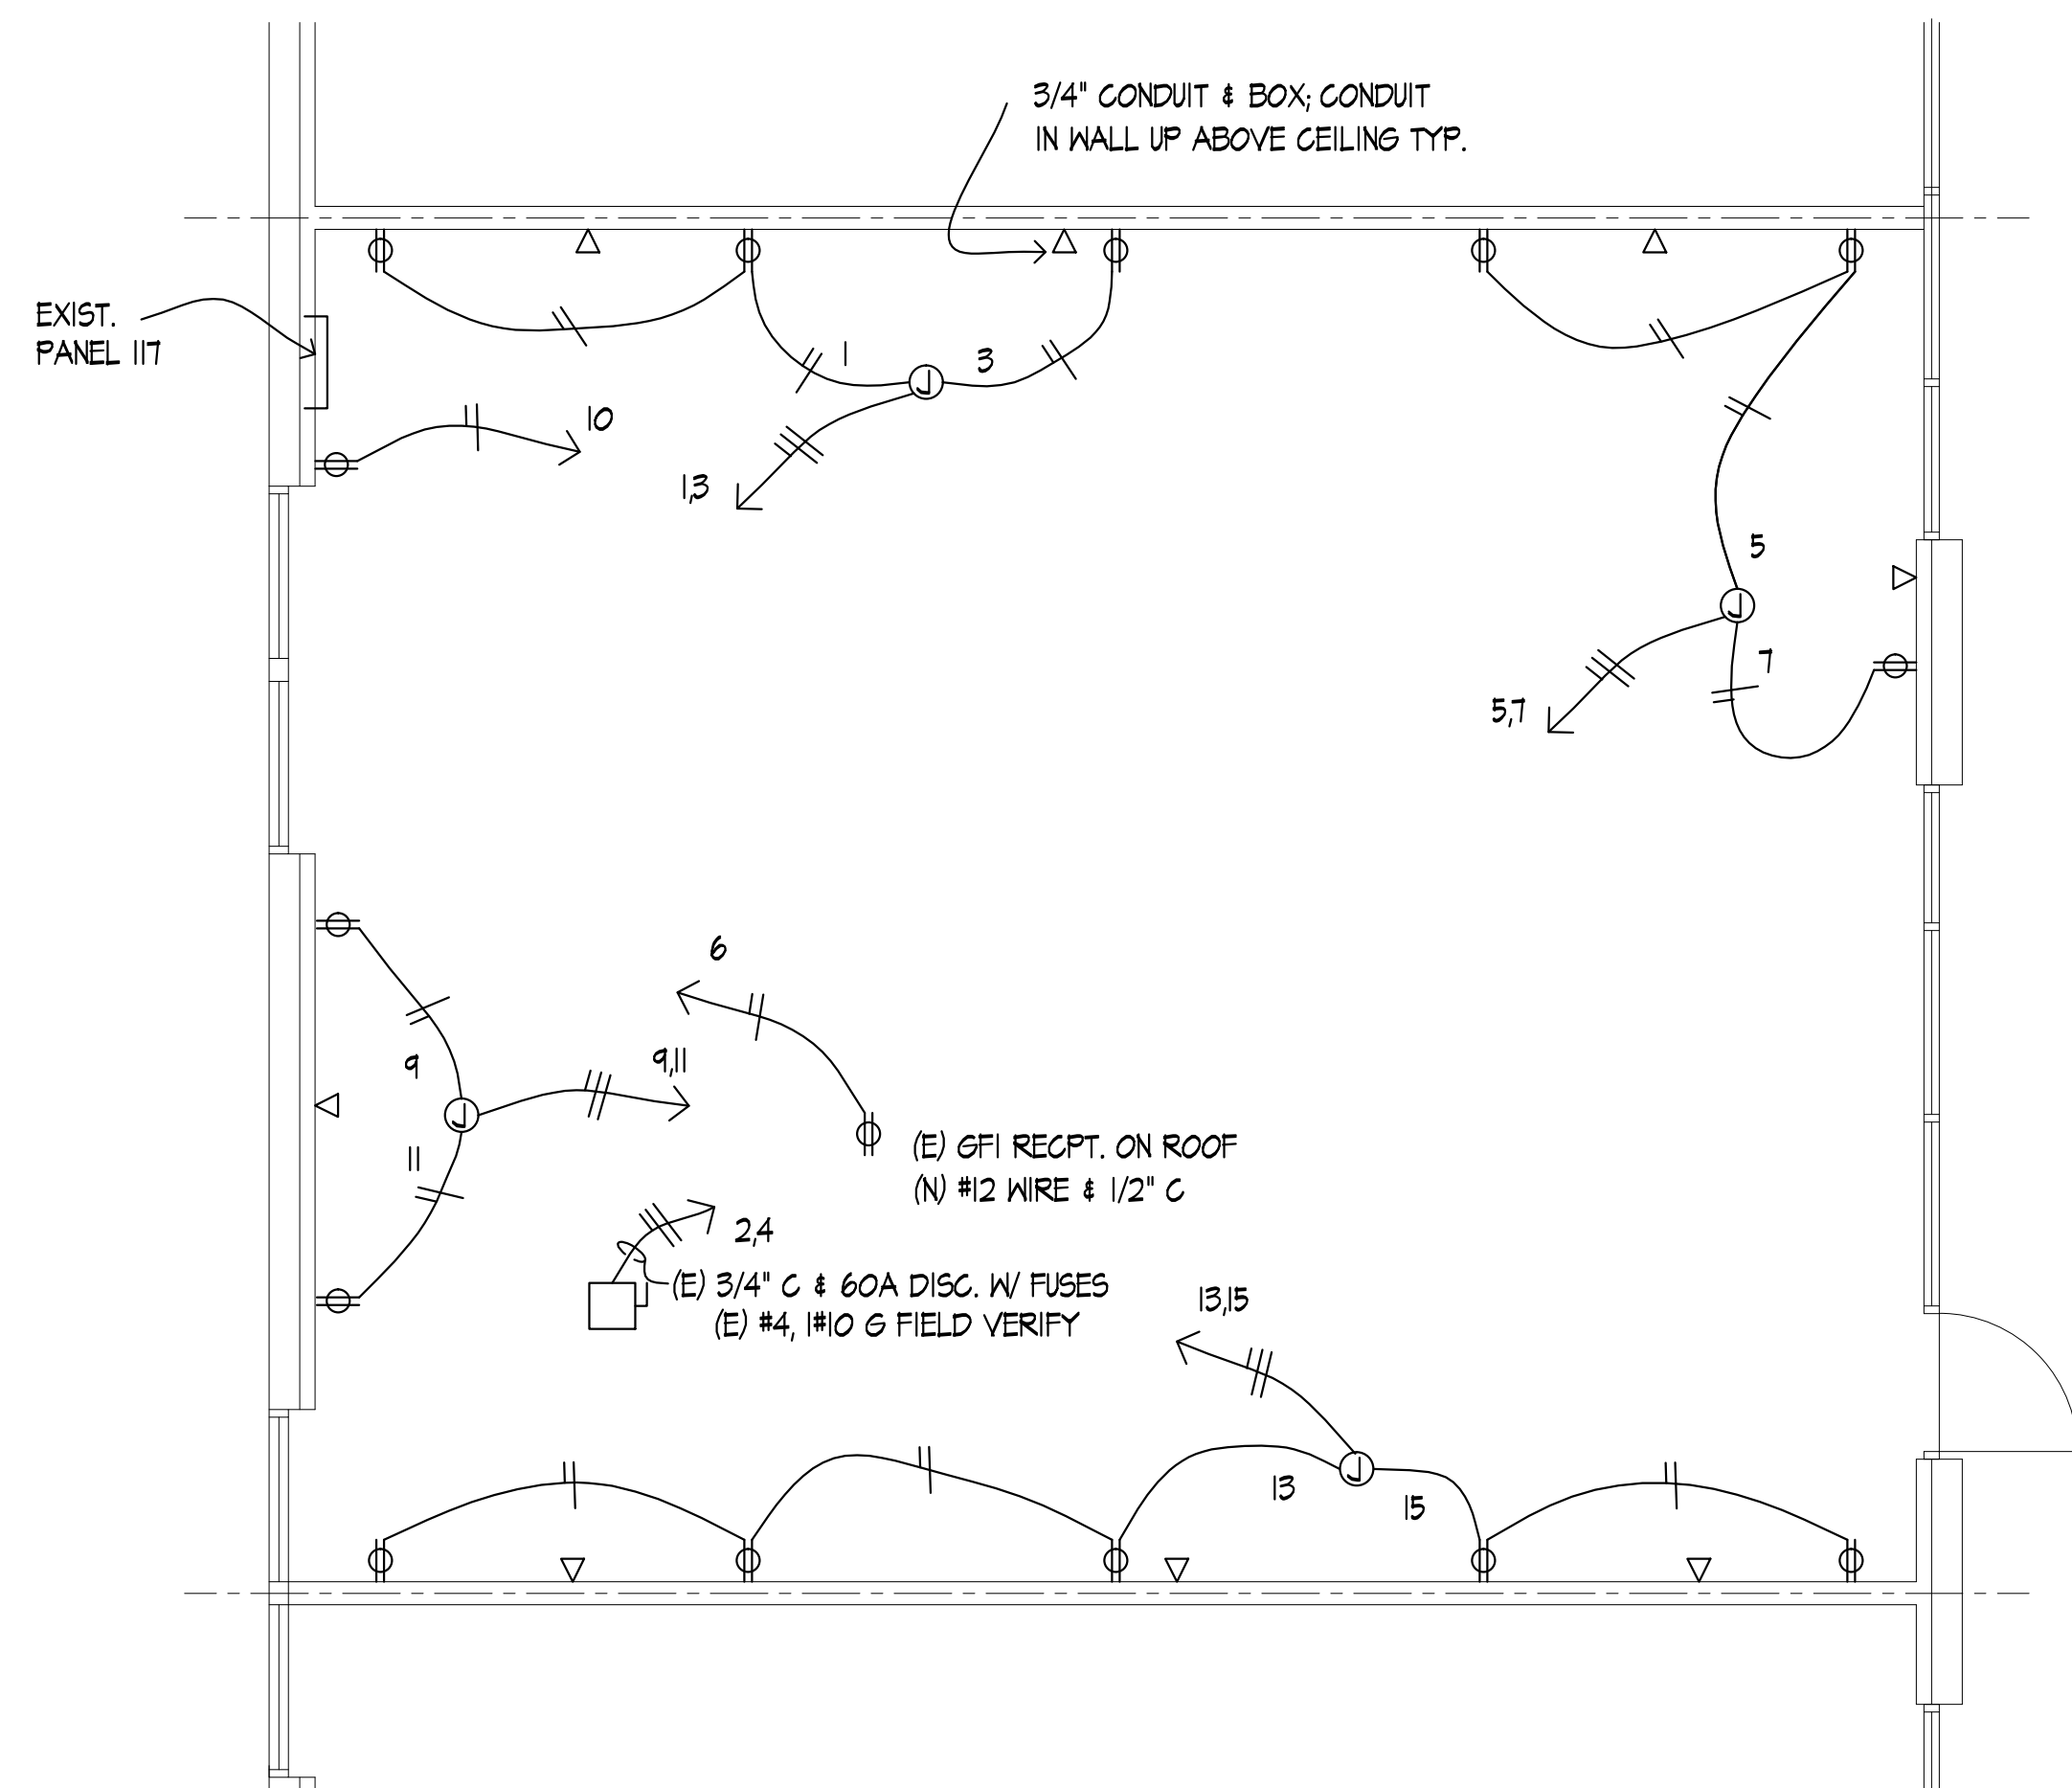 3/4" CONDUIT & BOX; CONDUIT
IN WALL UP ABOVE CEILING TYP.
EXIST.
PANEL 117
1
3
10
1,3
5
7
5,7
6
9,11
9
11
(E) GFI RECPT. ON ROOF
(N) #12 WIRE & 1/2" C
2,4
(E) 3/4" C & 60A DISC. W/ FUSES
(E) #4, 1#10 G FIELD VERIFY
13,15
13
15
J
J
J
J